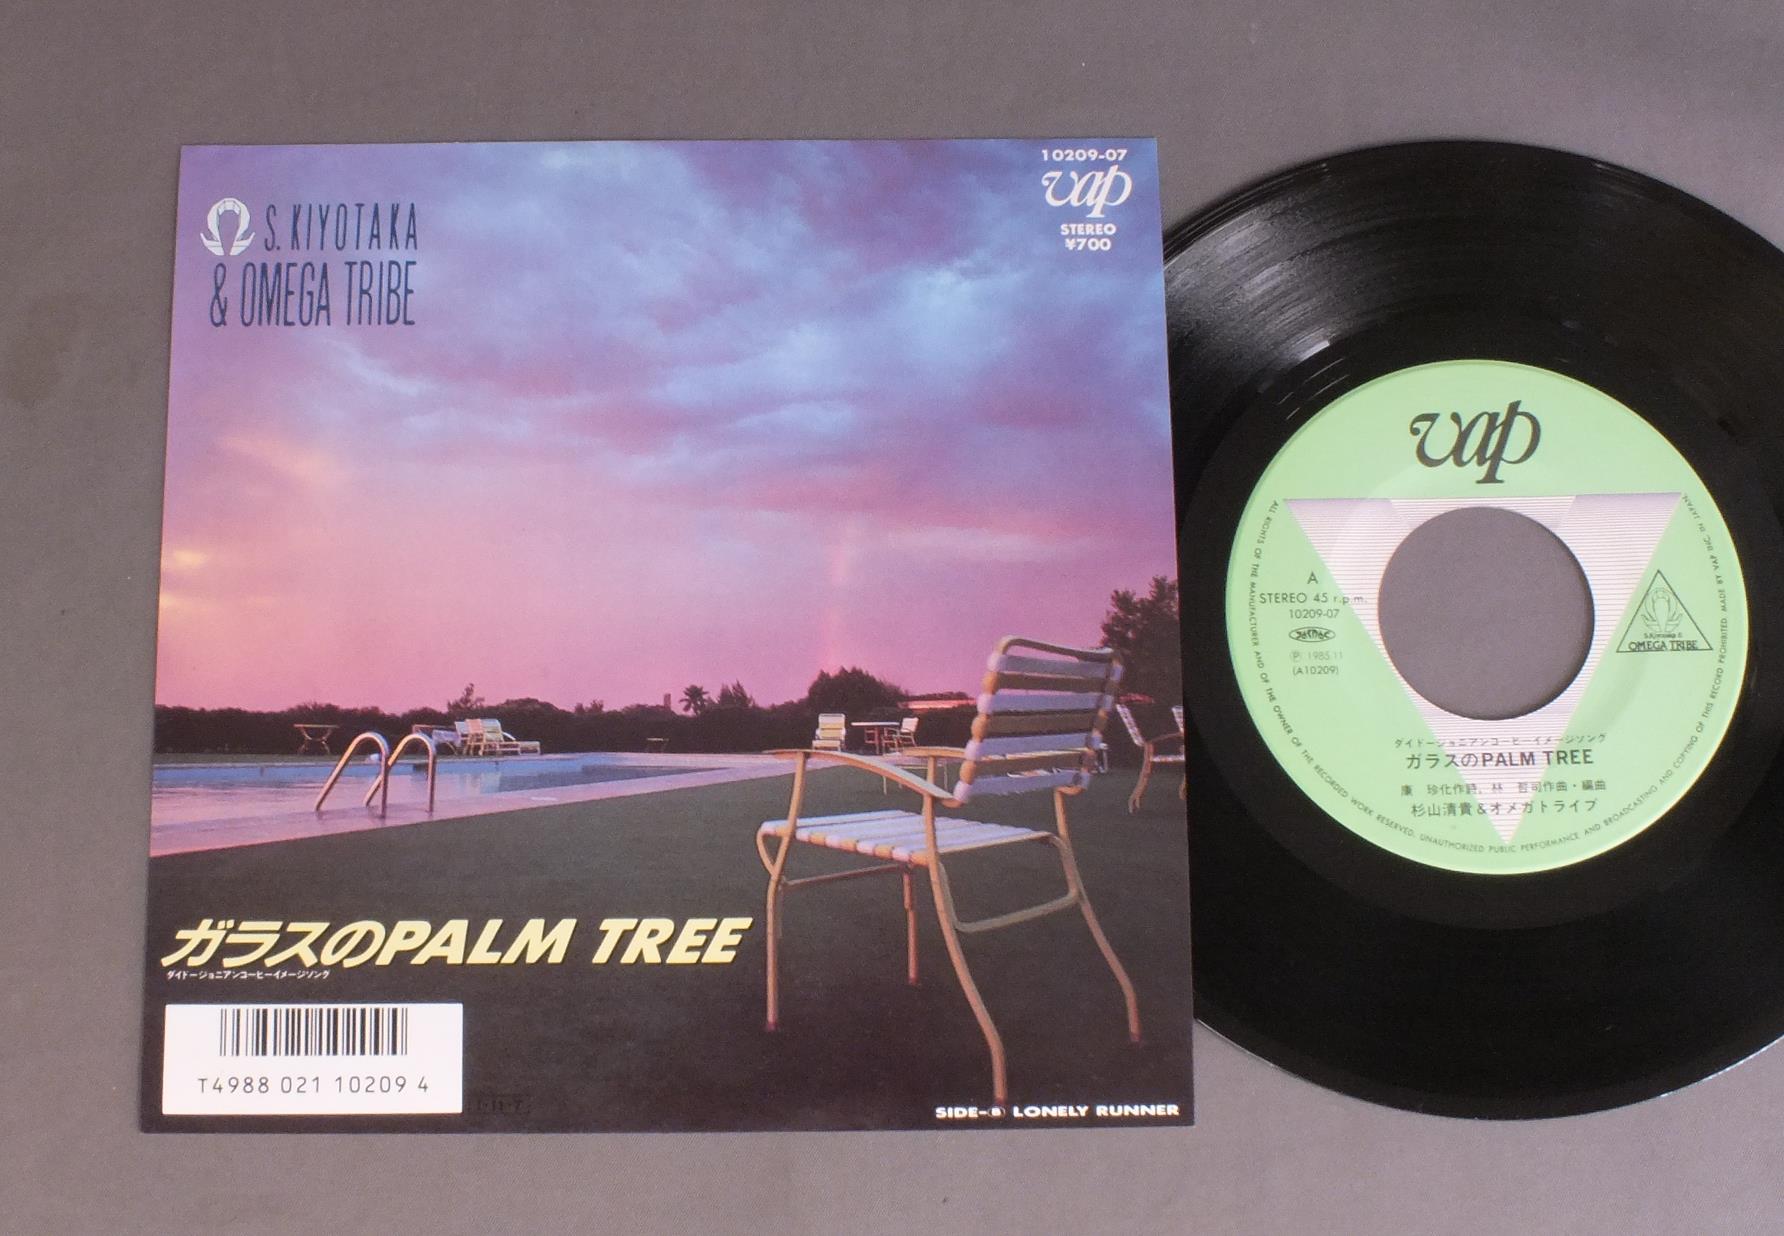 S. KIYOTAKA
& OMEGA TRIBE
10209-07
vap
STEREO
¥700
ガラスのPALM TREE
ダイドージョニアンコーヒーイメージソング
T4988 021 10209 4
SIDE-B LONELY RUNNER
vap
A
STEREO 45 r.p.m.
10209-07
Ⓟ 1985.11
(A10209)
S.Kiyotaka &
OMEGA TRIBE
ダイドージョニアンコーヒーイメージソング
ガラスのPALM TREE
康 珍化作詩, 林 哲司作曲・編曲
杉山清貴&オメガトライブ
ALL RIGHTS OF THE MANUFACTURER AND OF THE OWNER OF THE RECORDED WORK RESERVED. UNAUTHORIZED PUBLIC PERFORMANCE AND BROADCASTING AND COPYING OF THIS RECORD PROHIBITED. MADE BY VAP INC. IN JAPAN.